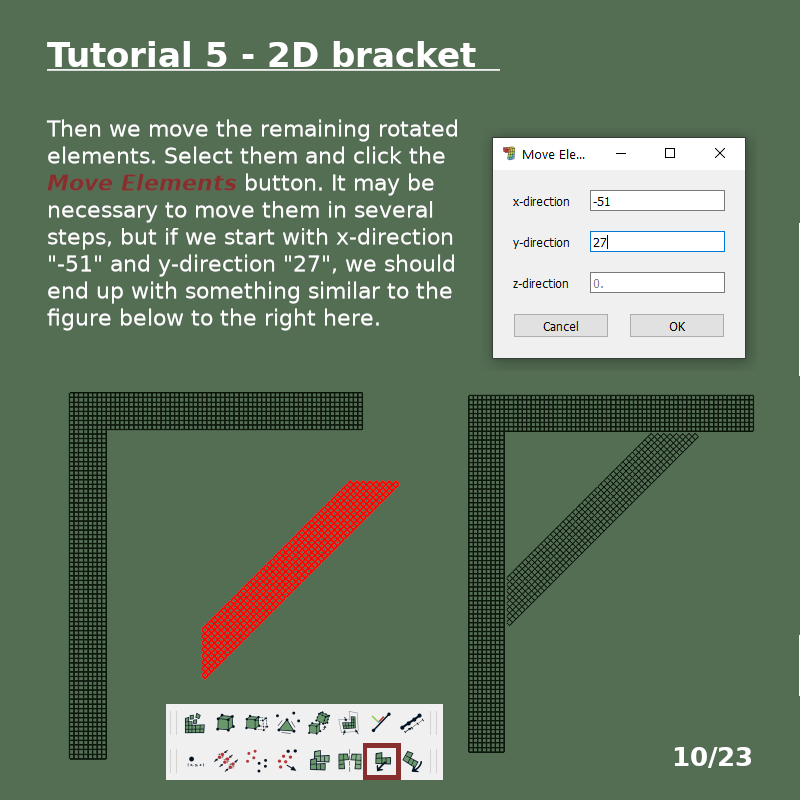 Tutorial 5 - 2D bracket
Then we move the remaining rotated
elements. Select them and click the
Move Elements button. It may be
necessary to move them in several
steps, but if we start with x-direction
"-51" and y-direction "27", we should
end up with something similar to the
figure below to the right here.
Move Ele...
x-direction -51
y-direction 27
z-direction 0.
Cancel OK
10/23